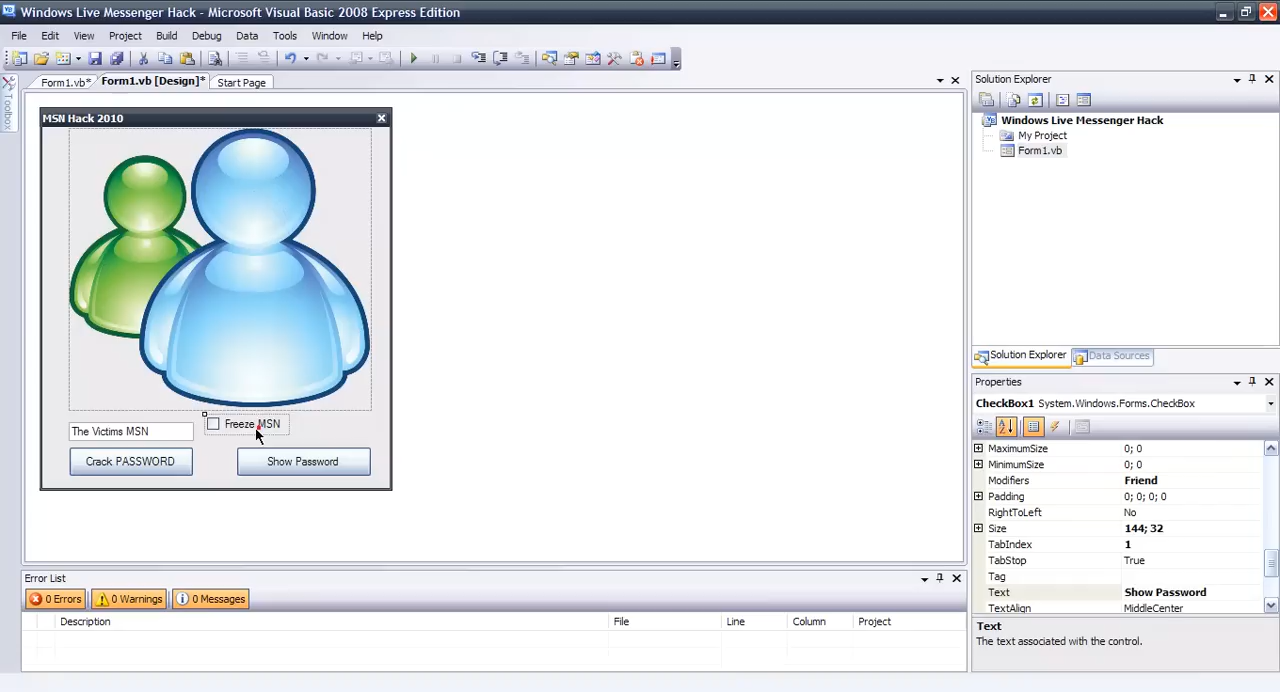 Windows Live Messenger Hack - Microsoft Visual Basic 2008 Express Edition
File Edit View Project Build Debug Data Tools Window Help
Toolbox
Form1.vb* Form1.vb [Design]* Start Page
MSN Hack 2010
Freeze MSN
The Victims MSN
Crack PASSWORD Show Password
Error List
0 Errors 0 Warnings 0 Messages
Description File Line Column Project
Solution Explorer
Windows Live Messenger Hack
My Project
Form1.vb
Solution Explorer Data Sources
Properties
CheckBox1 System.Windows.Forms.CheckBox
MaximumSize 0; 0
MinimumSize 0; 0
Modifiers Friend
Padding 0; 0; 0; 0
RightToLeft No
Size 144; 32
TabIndex 1
TabStop True
Tag
Text Show Password
TextAlign MiddleCenter
Text
The text associated with the control.